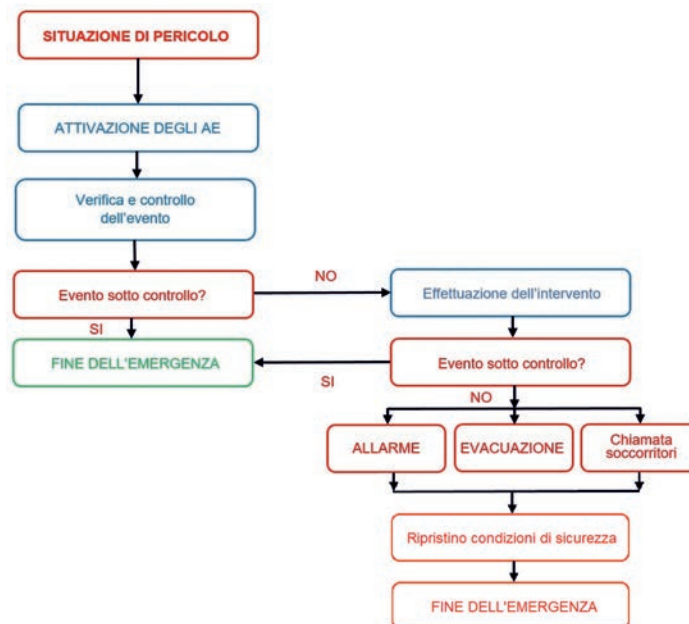 SITUAZIONE DI PERICOLO
ATTIVAZIONE DEGLI AE
Verifica e controllo
dell'evento
Evento sotto controllo?
NO
Effettuazione dell'intervento
SI
FINE DELL'EMERGENZA
SI
Evento sotto controllo?
NO
ALLARME
EVACUAZIONE
Chiamata
soccorritori
Ripristino condizioni di sicurezza
FINE DELL'EMERGENZA